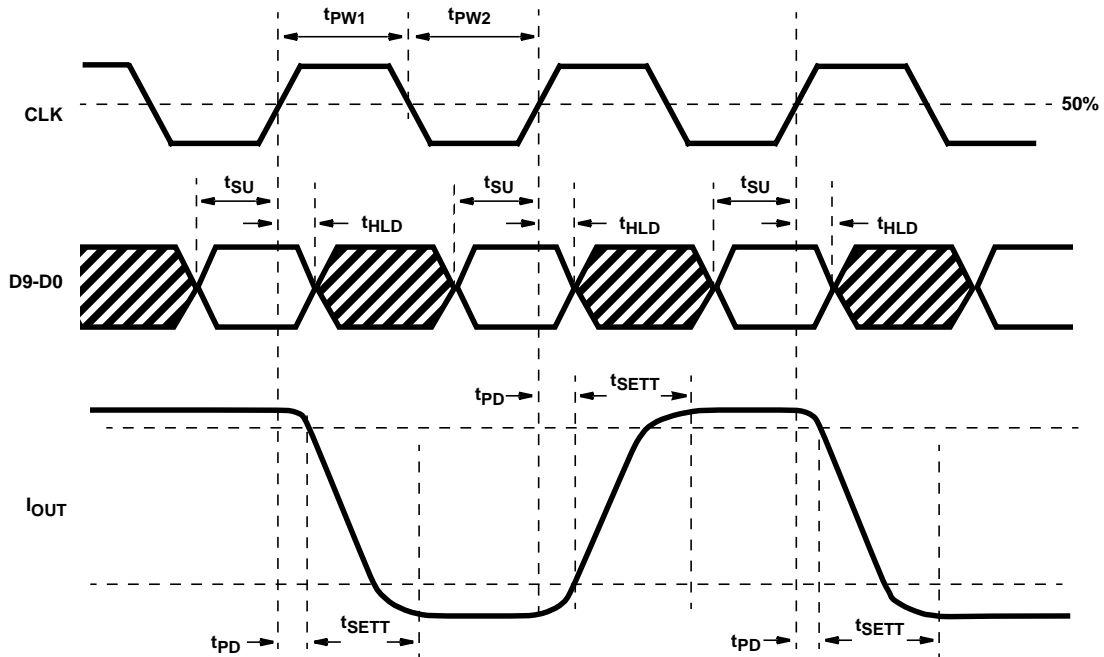 tPW1 tPW2
CLK
50%
tSU tSU tSU
tHLD tHLD tHLD
D9-D0
tPD tSETT
IOUT
tPD tSETT tPD tSETT